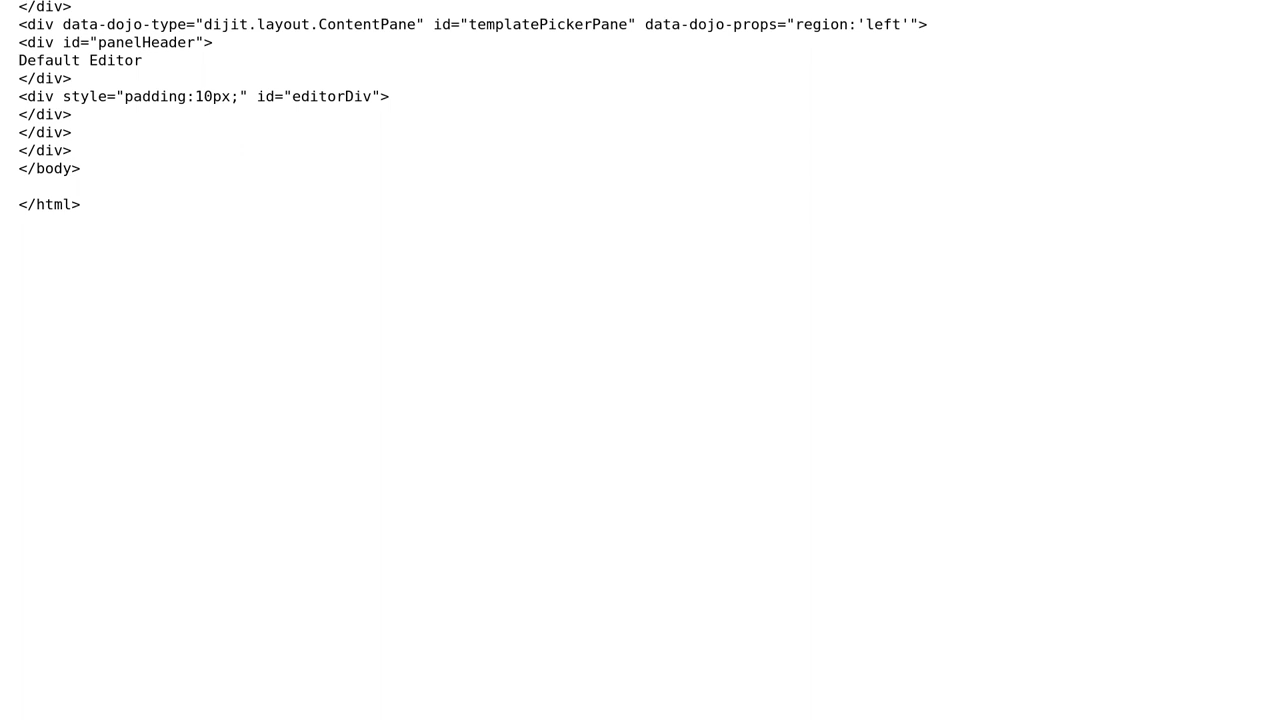 </div>
<div data-dojo-type="dijit.layout.ContentPane" id="templatePickerPane" data-dojo-props="region:'left'">
<div id="panelHeader">
Default Editor
</div>
<div style="padding:10px;" id="editorDiv">
</div>
</div>
</div>
</body>
</html>